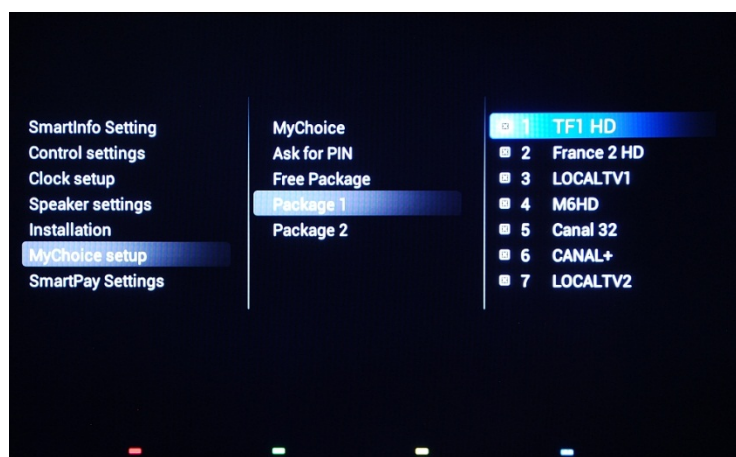 SmartInfo Setting
Control settings
Clock setup
Speaker settings
Installation
MyChoice setup
SmartPay Settings
MyChoice
Ask for PIN
Free Package
Package 1
Package 2
1 TF1 HD
2 France 2 HD
3 LOCALTV1
4 M6HD
5 Canal 32
6 CANAL+
7 LOCALTV2